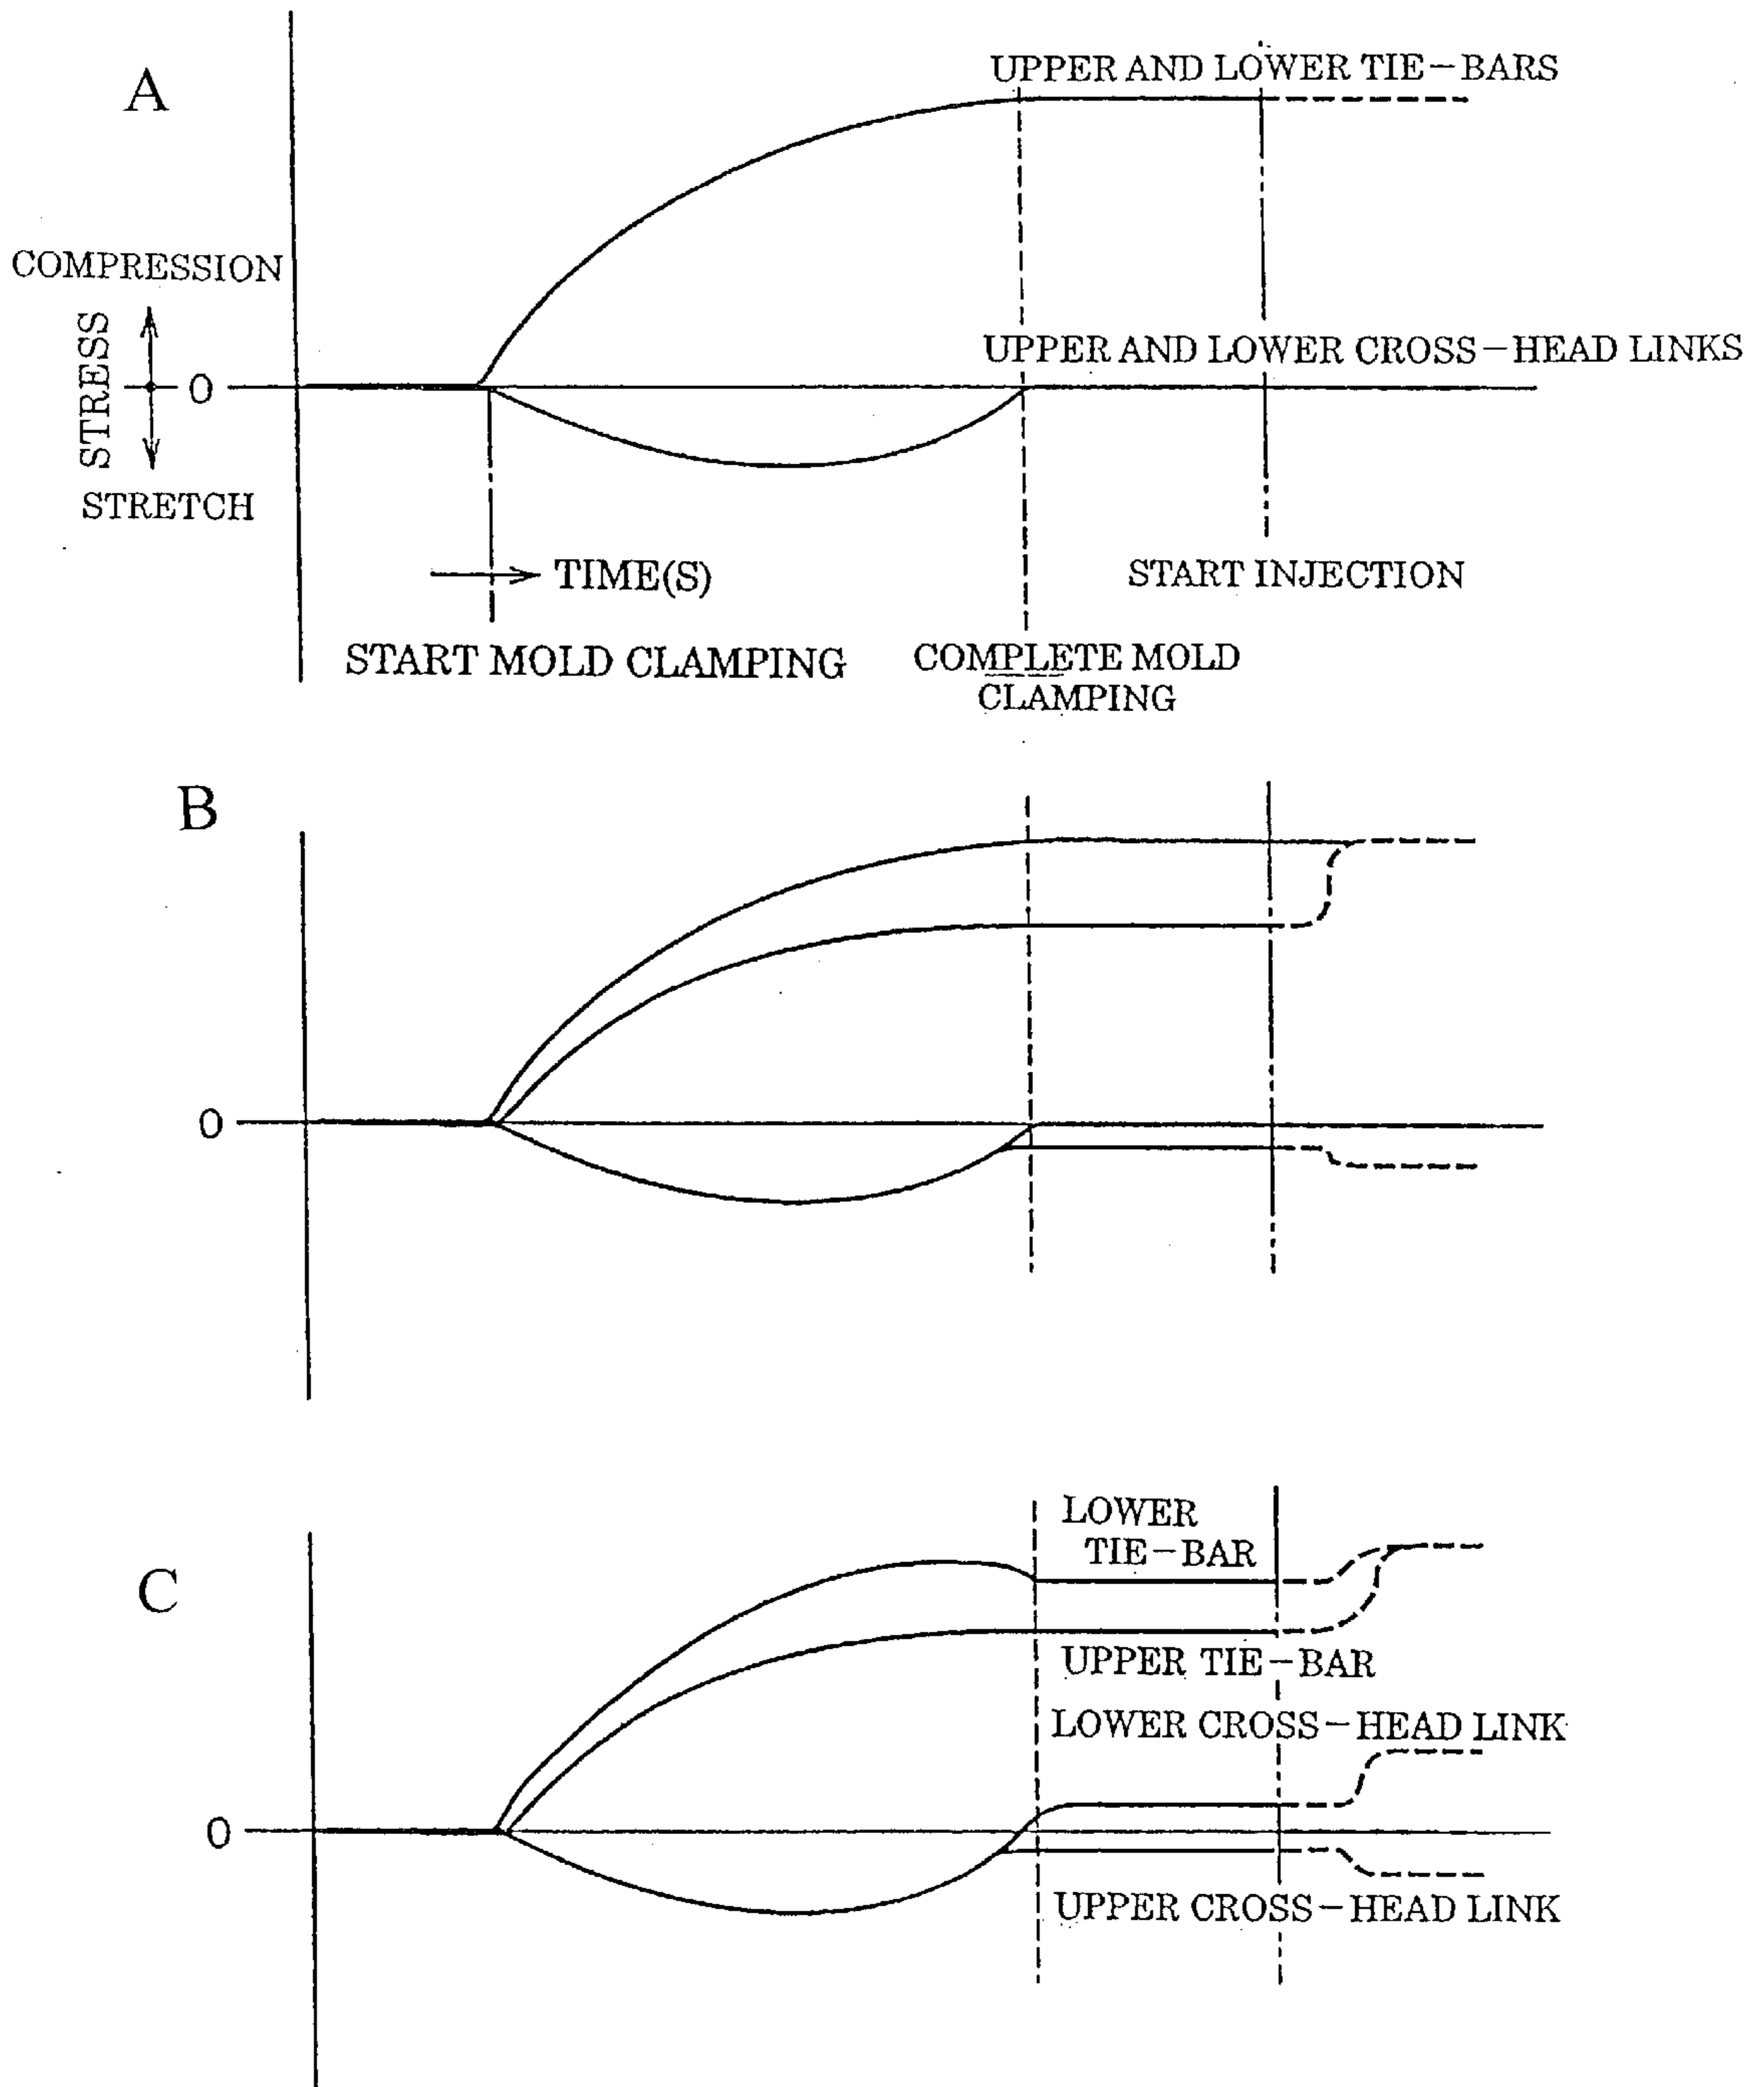 A
UPPER AND LOWER TIE-BARS
COMPRESSION
STRESS
0
STRETCH
UPPER AND LOWER CROSS-HEAD LINKS
TIME(S)
START INJECTION
START MOLD CLAMPING
COMPLETE MOLD
CLAMPING
B
0
C
LOWER
TIE-BAR
UPPER TIE-BAR
LOWER CROSS-HEAD LINK
0
UPPER CROSS-HEAD LINK